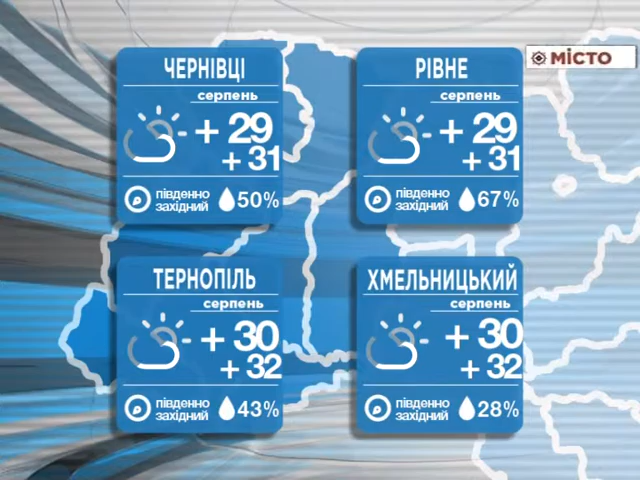 МІСТО
ЧЕРНІВЦІ
серпень
+ 29
+ 31
південно
західний
50%
РІВНЕ
серпень
+ 29
+ 31
південно
західний
67%
ТЕРНОПІЛЬ
серпень
+ 30
+ 32
південно
західний
43%
ХМЕЛЬНИЦЬКИЙ
серпень
+ 30
+ 32
південно
західний
28%